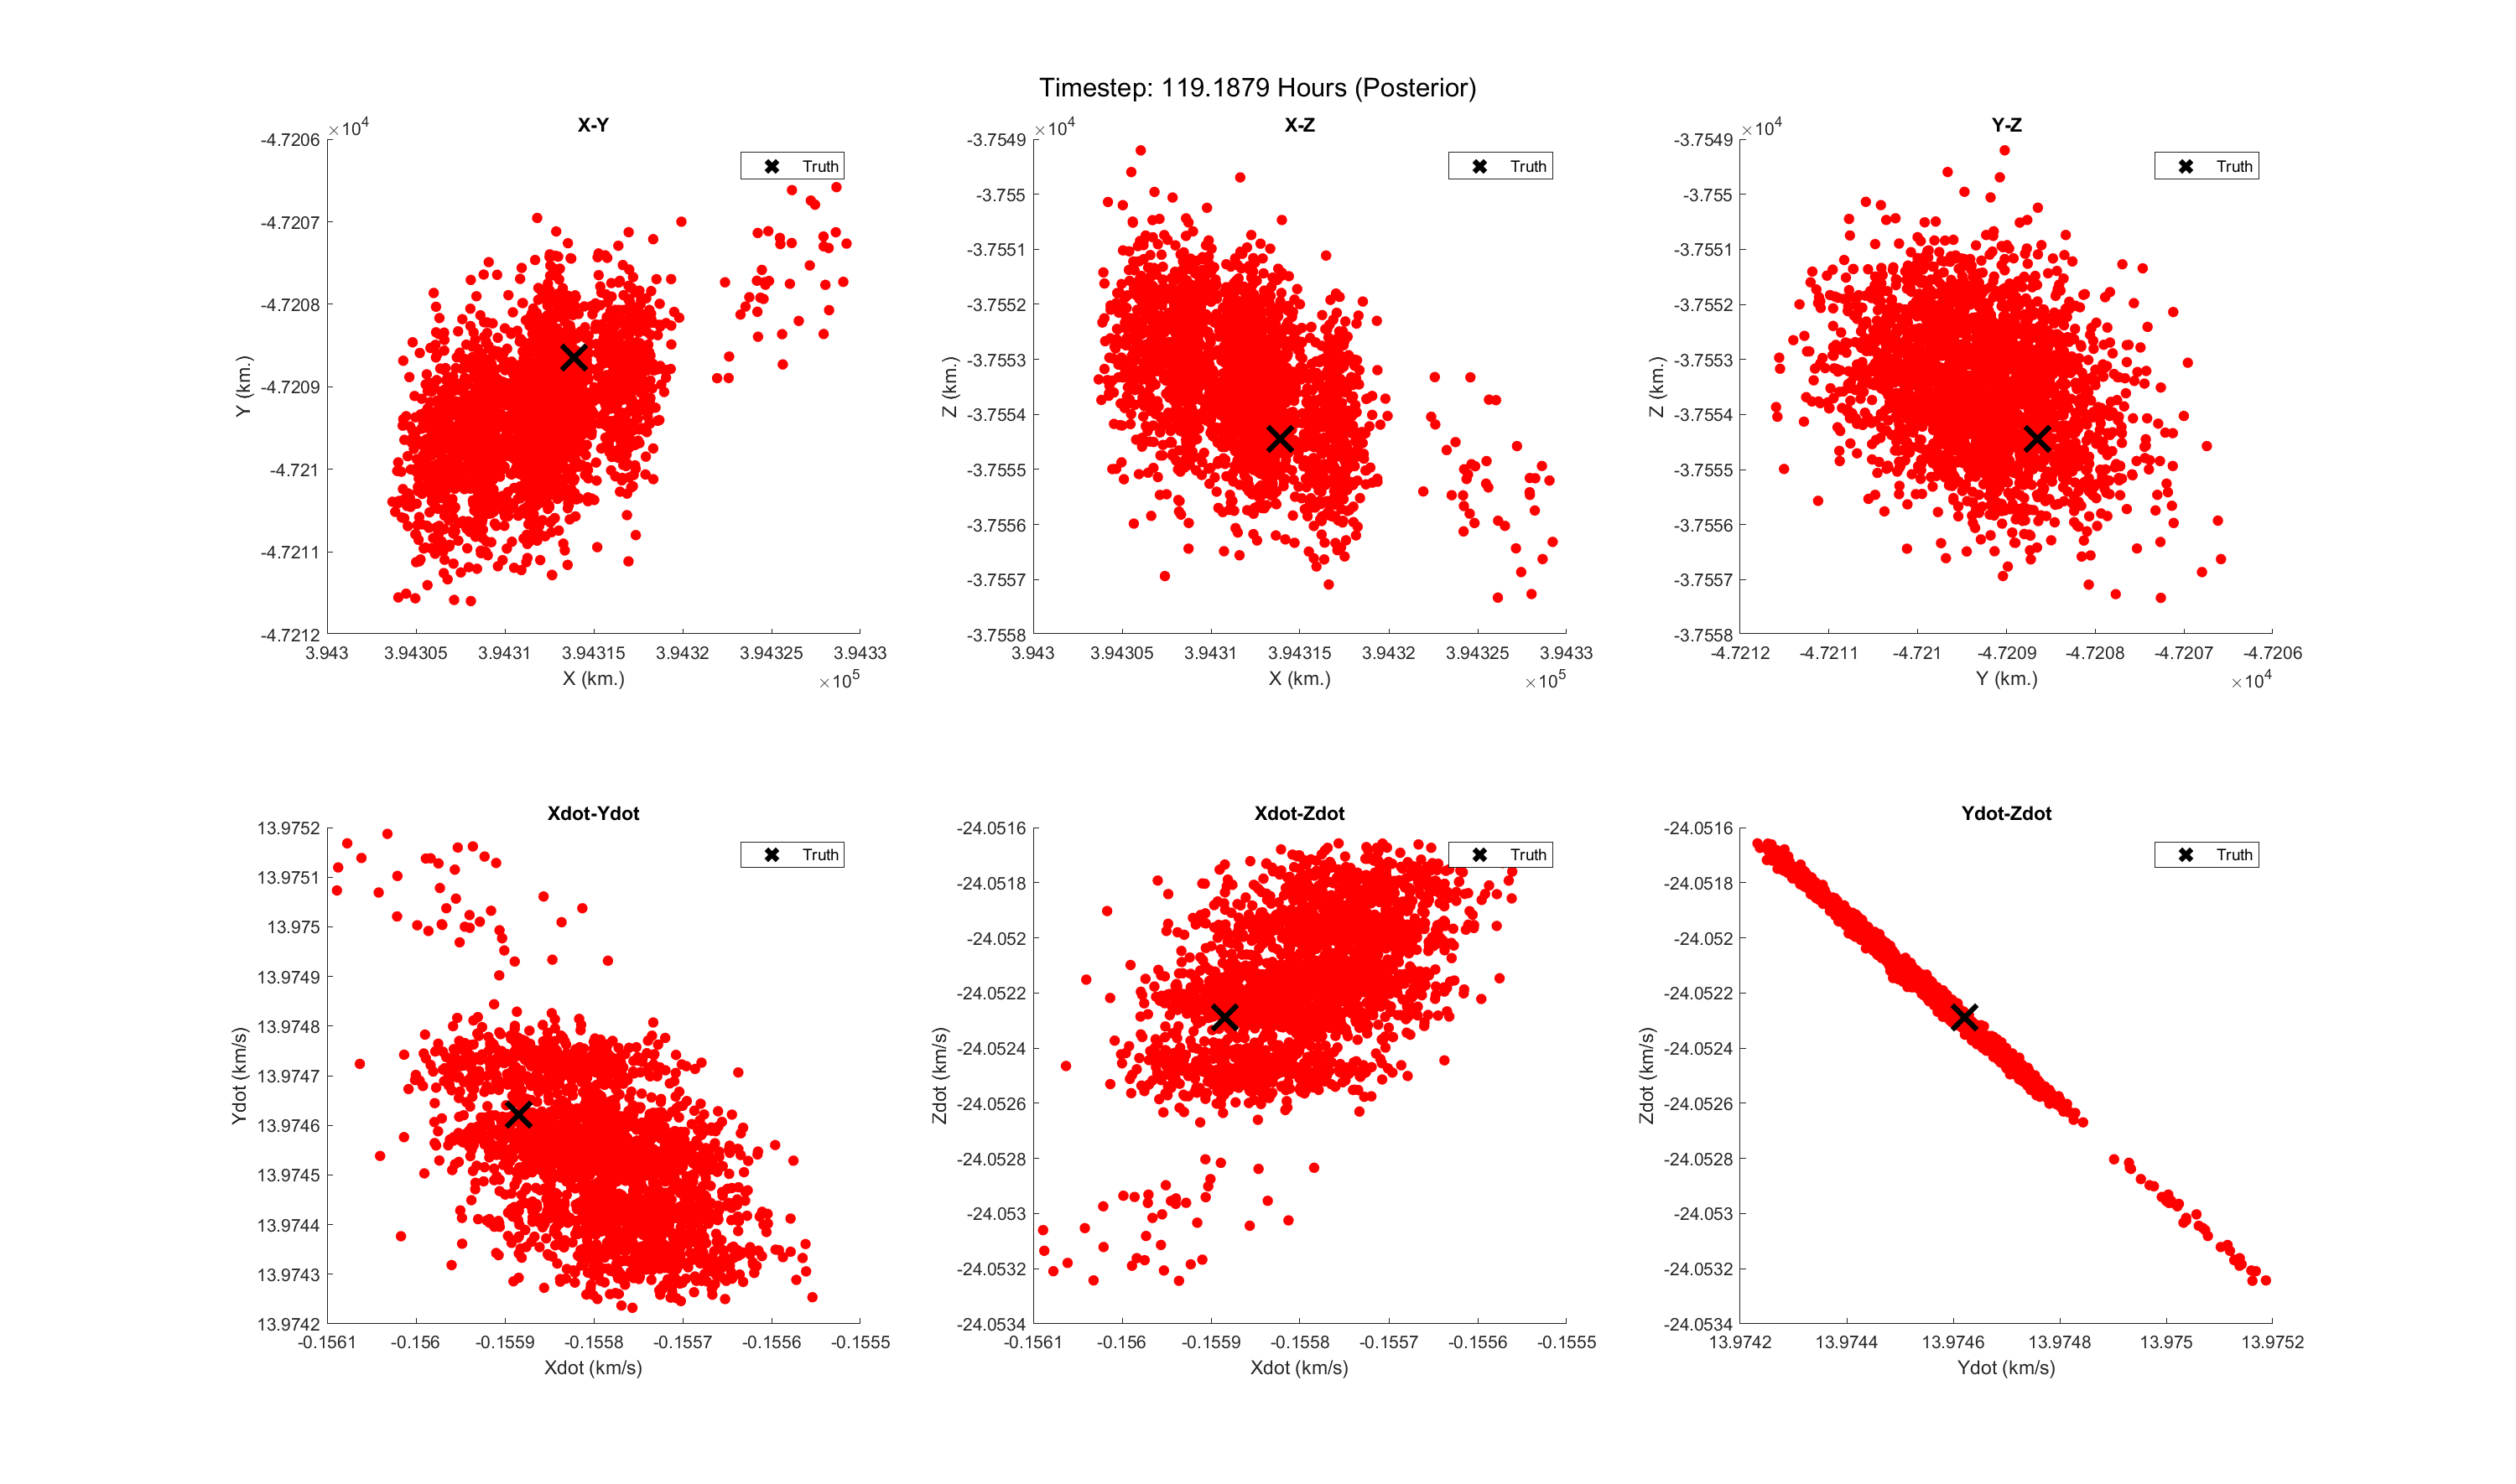 Timestep: 119.1879 Hours (Posterior)
X-Y
×10^4
-4.7206
-4.7207
-4.7208
-4.7209
-4.721
-4.7211
-4.7212
Y (km.)
Truth
3.943 3.94305 3.9431 3.94315 3.9432 3.94325 3.9433
X (km.)
×10^5
X-Z
×10^4
-3.7549
-3.755
-3.7551
-3.7552
-3.7553
-3.7554
-3.7555
-3.7556
-3.7557
-3.7558
Z (km.)
Truth
3.943 3.94305 3.9431 3.94315 3.9432 3.94325 3.9433
X (km.)
×10^5
Y-Z
×10^4
-3.7549
-3.755
-3.7551
-3.7552
-3.7553
-3.7554
-3.7555
-3.7556
-3.7557
-3.7558
Z (km.)
Truth
-4.7212 -4.7211 -4.721 -4.7209 -4.7208 -4.7207 -4.7206
Y (km.)
×10^4
Xdot-Ydot
13.9752
13.9751
13.975
13.9749
13.9748
13.9747
13.9746
13.9745
13.9744
13.9743
13.9742
Ydot (km/s)
Truth
-0.1561 -0.156 -0.1559 -0.1558 -0.1557 -0.1556 -0.1555
Xdot (km/s)
Xdot-Zdot
-24.0516
-24.0518
-24.052
-24.0522
-24.0524
-24.0526
-24.0528
-24.053
-24.0532
-24.0534
Zdot (km/s)
Truth
-0.1561 -0.156 -0.1559 -0.1558 -0.1557 -0.1556 -0.1555
Xdot (km/s)
Ydot-Zdot
-24.0516
-24.0518
-24.052
-24.0522
-24.0524
-24.0526
-24.0528
-24.053
-24.0532
-24.0534
Zdot (km/s)
Truth
13.9742 13.9744 13.9746 13.9748 13.975 13.9752
Ydot (km/s)